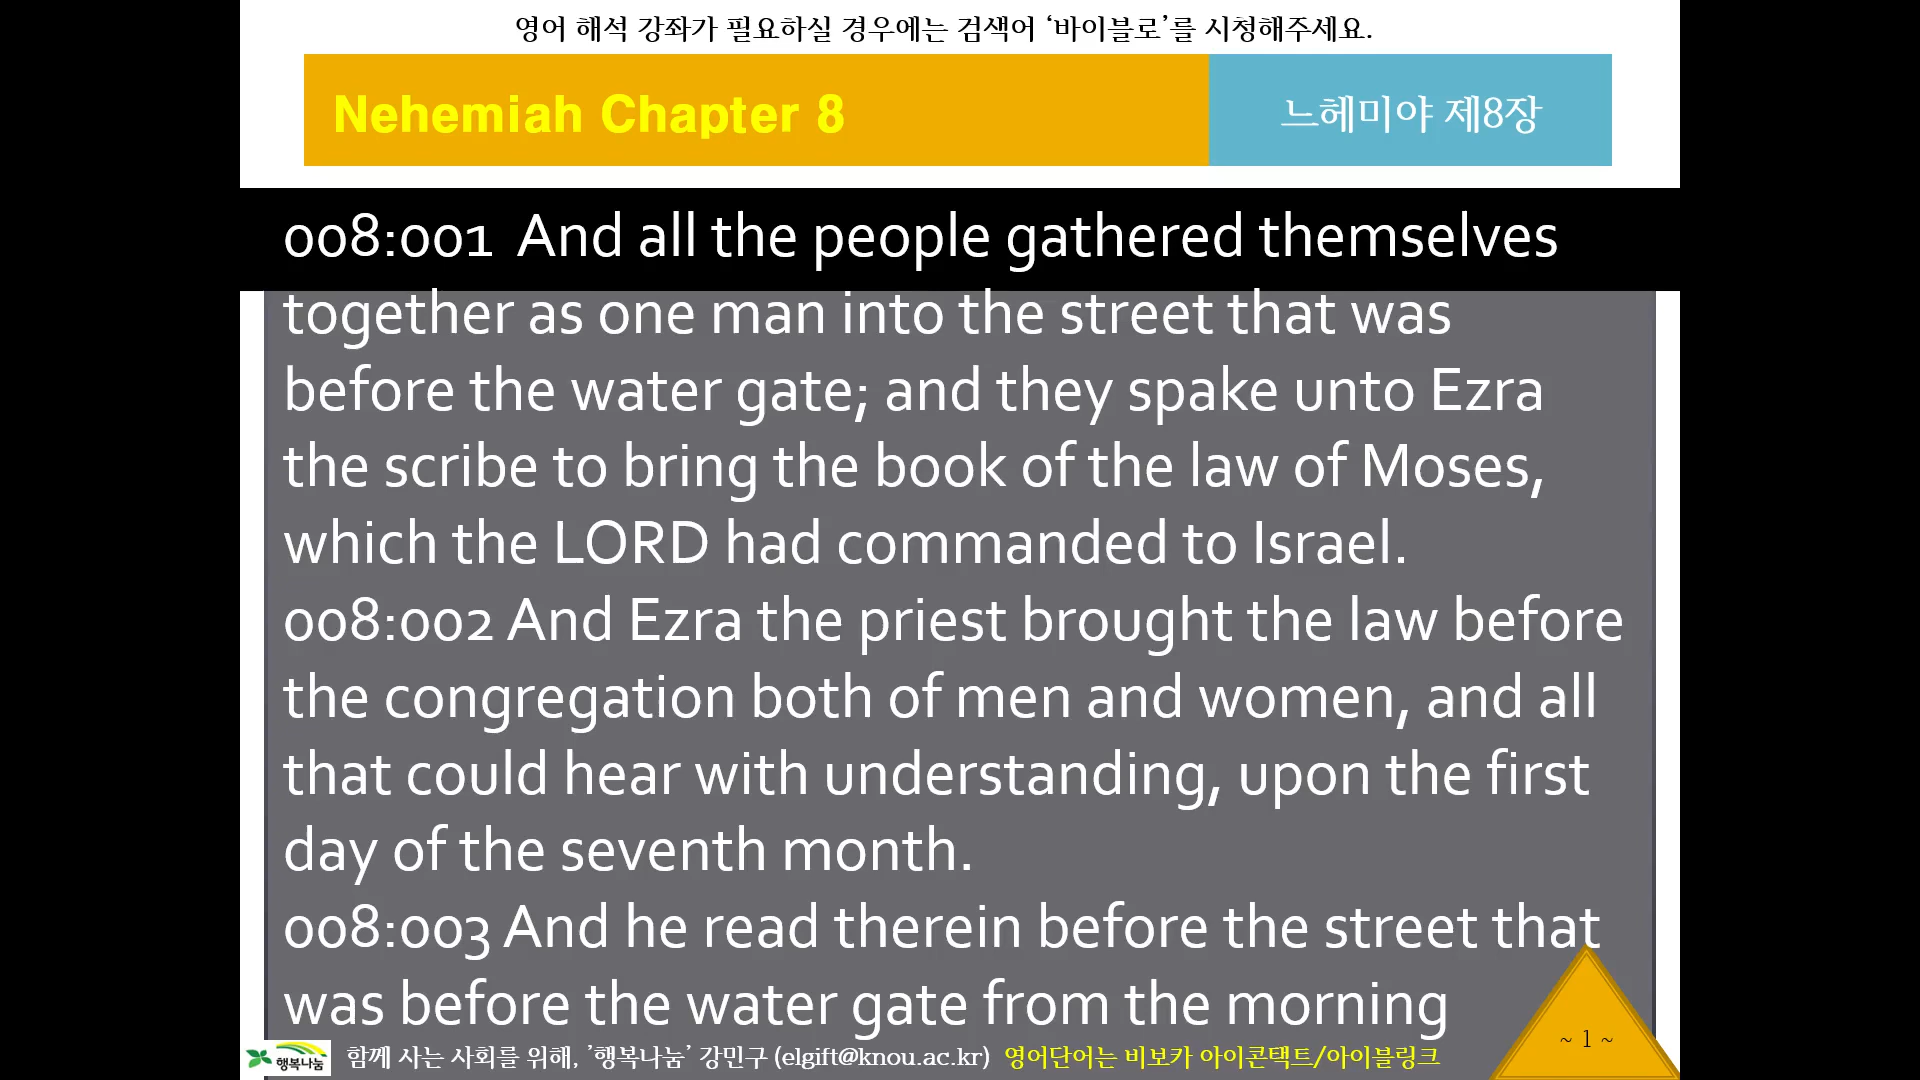 영어 해석 강좌가 필요하실 경우에는 검색어 ‘바이블로’를 시청해주세요.
Nehemiah Chapter 8
느헤미야 제8장
008:001 And all the people gathered themselves
together as one man into the street that was
before the water gate; and they spake unto Ezra
the scribe to bring the book of the law of Moses,
which the LORD had commanded to Israel.
008:002 And Ezra the priest brought the law before
the congregation both of men and women, and all
that could hear with understanding, upon the first
day of the seventh month.
008:003 And he read therein before the street that
was before the water gate from the morning
~ 1 ~
행복나눔
함께 사는 사회를 위해, ’행복나눔’ 강민구 (elgift@knou.ac.kr) 영어단어는 비보카 아이콘택트/아이블링크